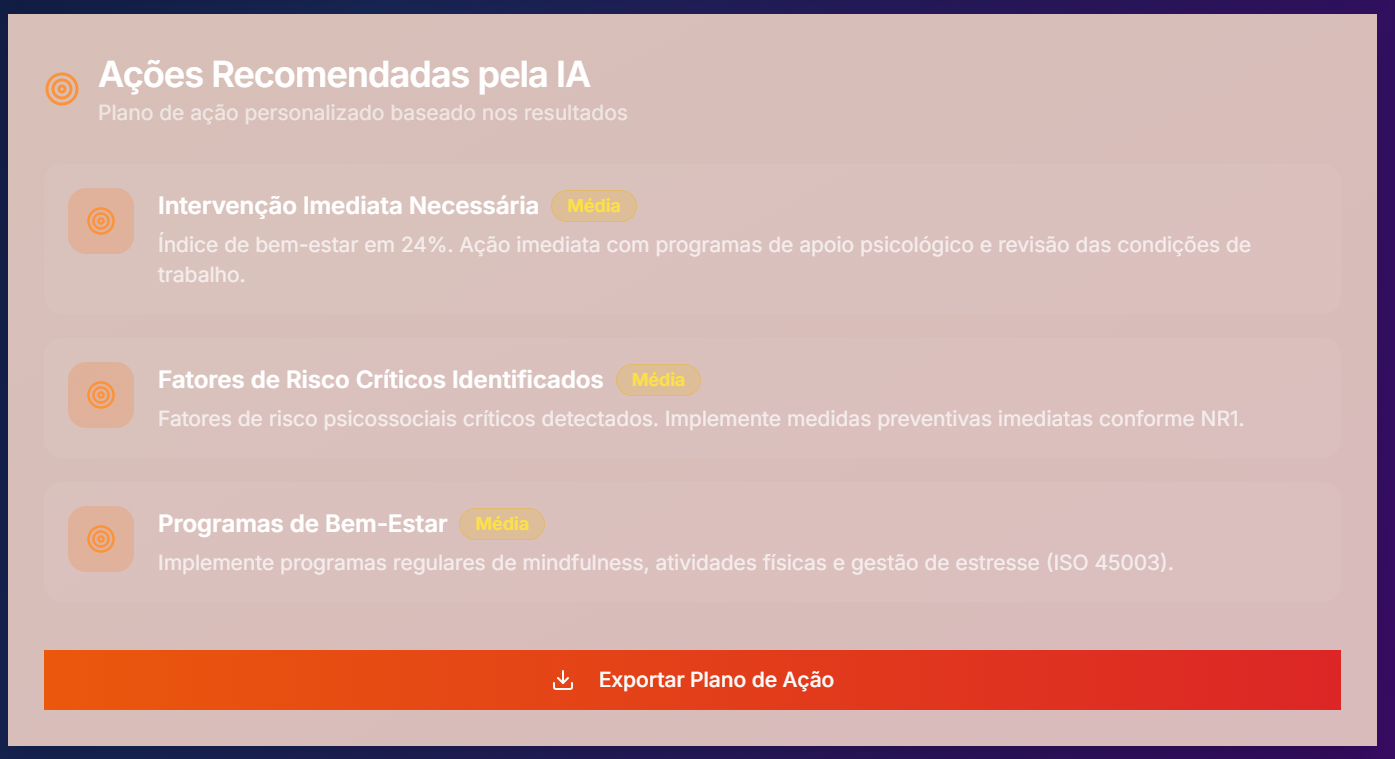 Ações Recomendadas pela IA
Plano de ação personalizado baseado nos resultados
Intervenção Imediata Necessária Média
Índice de bem-estar em 24%. Ação imediata com programas de apoio psicológico e revisão das condições de
trabalho.
Fatores de Risco Críticos Identificados Média
Fatores de risco psicossociais críticos detectados. Implemente medidas preventivas imediatas conforme NR1.
Programas de Bem-Estar Média
Implemente programas regulares de mindfulness, atividades físicas e gestão de estresse (ISO 45003).
Exportar Plano de Ação